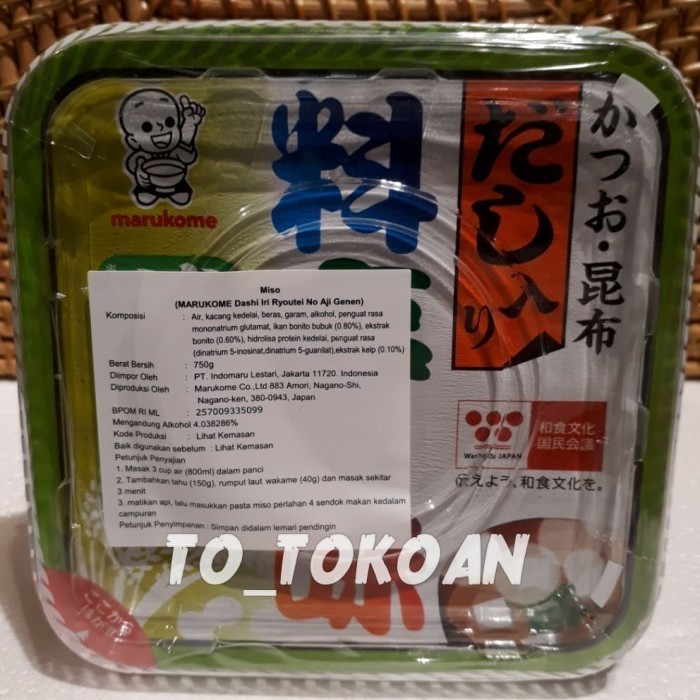 marukome
料
だし入り
かつお・昆布
Miso
(MARUKOME Dashi Iri Ryoutei No Aji Genen)
Komposisi : Air, kacang kedelai, beras, garam, alkohol, penguat rasa
mononatrium glutamat, ikan bonito bubuk (0.80%), ekstrak
bonito (0.60%), hidrolisa protein kedelai, penguat rasa
(dinatrium 5-inosinat,dinatrium 5-guanilat),ekstrak kelp (0.10%)
Berat Bersih : 750g
Diimpor Oleh : PT. Indomaru Lestari, Jakarta 11720. Indonesia
Diproduksi Oleh : Marukome Co.,Ltd 883 Amori, Nagano-Shi,
Nagano-ken, 380-0943, Japan
BPOM RI ML : 257009335099
Mengandung Alkohol 4.038286%
Kode Produksi : Lihat Kemasan
Baik digunakan sebelum : Lihat Kemasan
Petunjuk Penyajian
1. Masak 3 cup air (800ml) dalam panci
2. Tambahkan tahu (150g), rumput laut wakame (40g) dan masak sekitar
3 menit
3. matikan api, lalu masukkan pasta miso perlahan 4 sendok makan kedalam
campuran
Petunjuk Penyimpanan : Simpan didalam lemari pendingin
和食文化
国民会議
Washoku JAPAN
伝えよう、和食文化を。
味
TO_TOKOAN
ここから